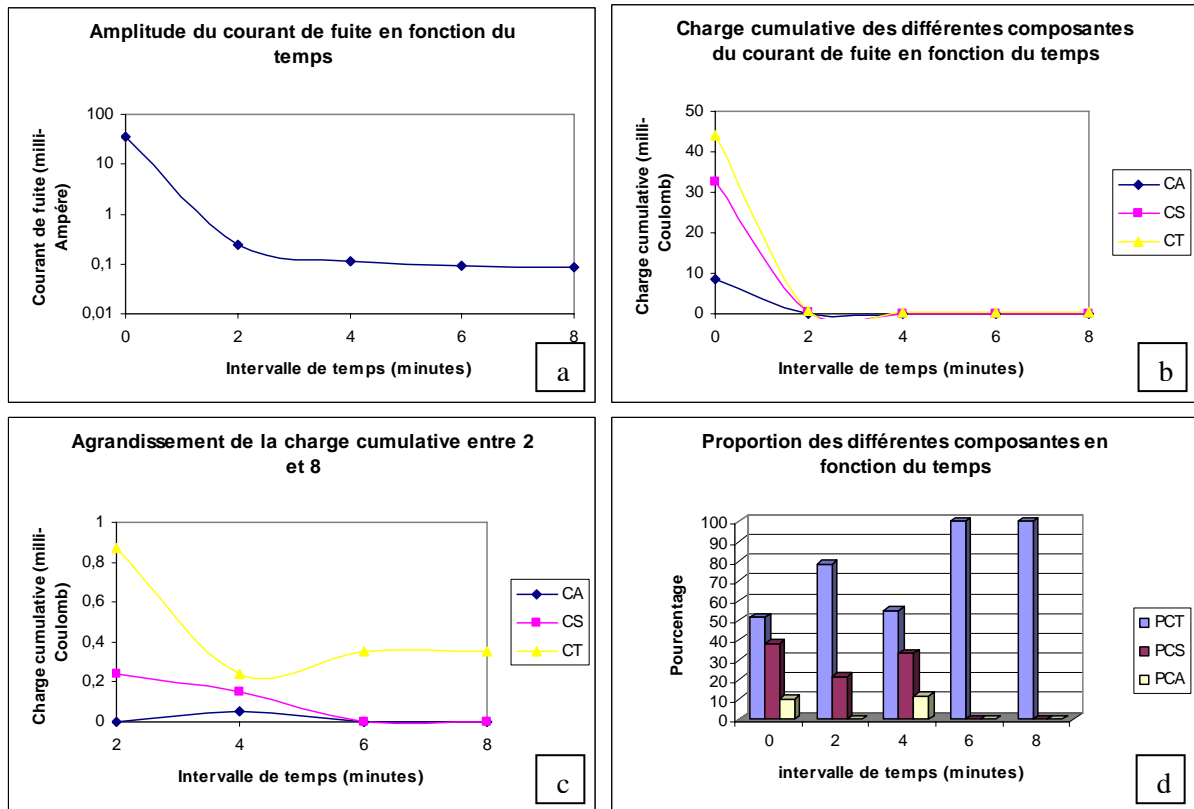 Amplitude du courant de fuite en fonction du
temps
Courant de fuite (milli-
Ampére)
100
10
1
0,1
0,01
0 2 4 6 8
Intervalle de temps (minutes)
a
Charge cumulative des différentes composantes
du courant de fuite en fonction du temps
Charge cumulative (milli-
Coulomb)
50
40
30
20
10
0
0 2 4 6 8
Intervalle de temps (minutes)
CA
CS
CT
b
Agrandissement de la charge cumulative entre 2
et 8
Charge cumulative (milli-
Coulomb)
1
0,8
0,6
0,4
0,2
0
2 4 6 8
Intervalle de temps (minutes)
CA
CS
CT
c
Proportion des différentes composantes en
fonction du temps
Pourcentage
100
90
80
70
60
50
40
30
20
10
0
0 2 4 6 8
intervalle de temps (minutes)
PCT
PCS
PCA
d